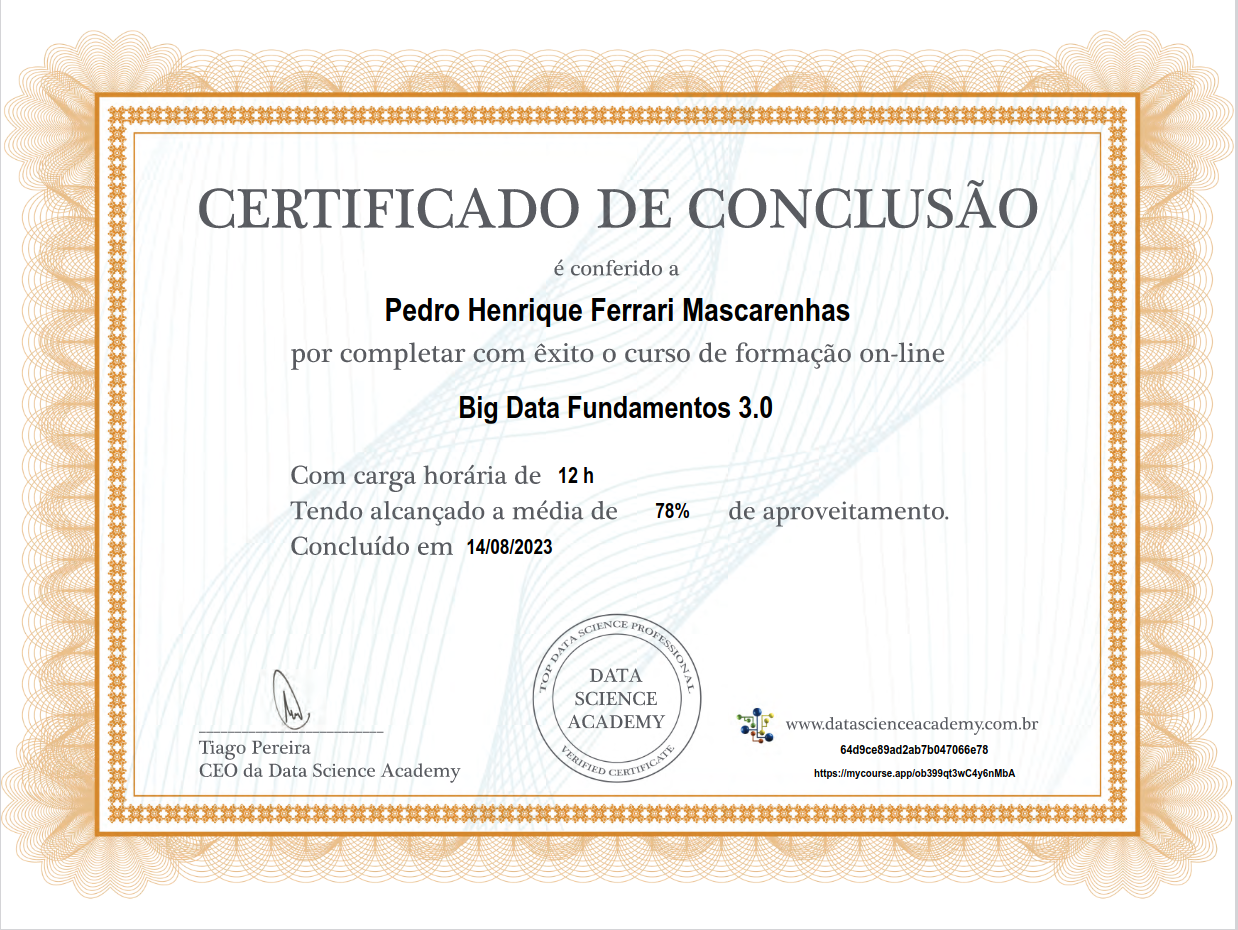 CERTIFICADO DE CONCLUSÃO
é conferido a
Pedro Henrique Ferrari Mascarenhas
por completar com êxito o curso de formação on-line
Big Data Fundamentos 3.0
Com carga horária de 12 h
Tendo alcançado a média de 78% de aproveitamento.
Concluído em 14/08/2023
TOP DATA SCIENCE PROFESSIONAL
DATA
SCIENCE
ACADEMY
VERIFIED CERTIFICATE
Tiago Pereira
CEO da Data Science Academy
www.datascienceacademy.com.br
64d9ce89ad2ab7b047066e78
https://mycourse.app/ob399qt3wC4y6nMbA